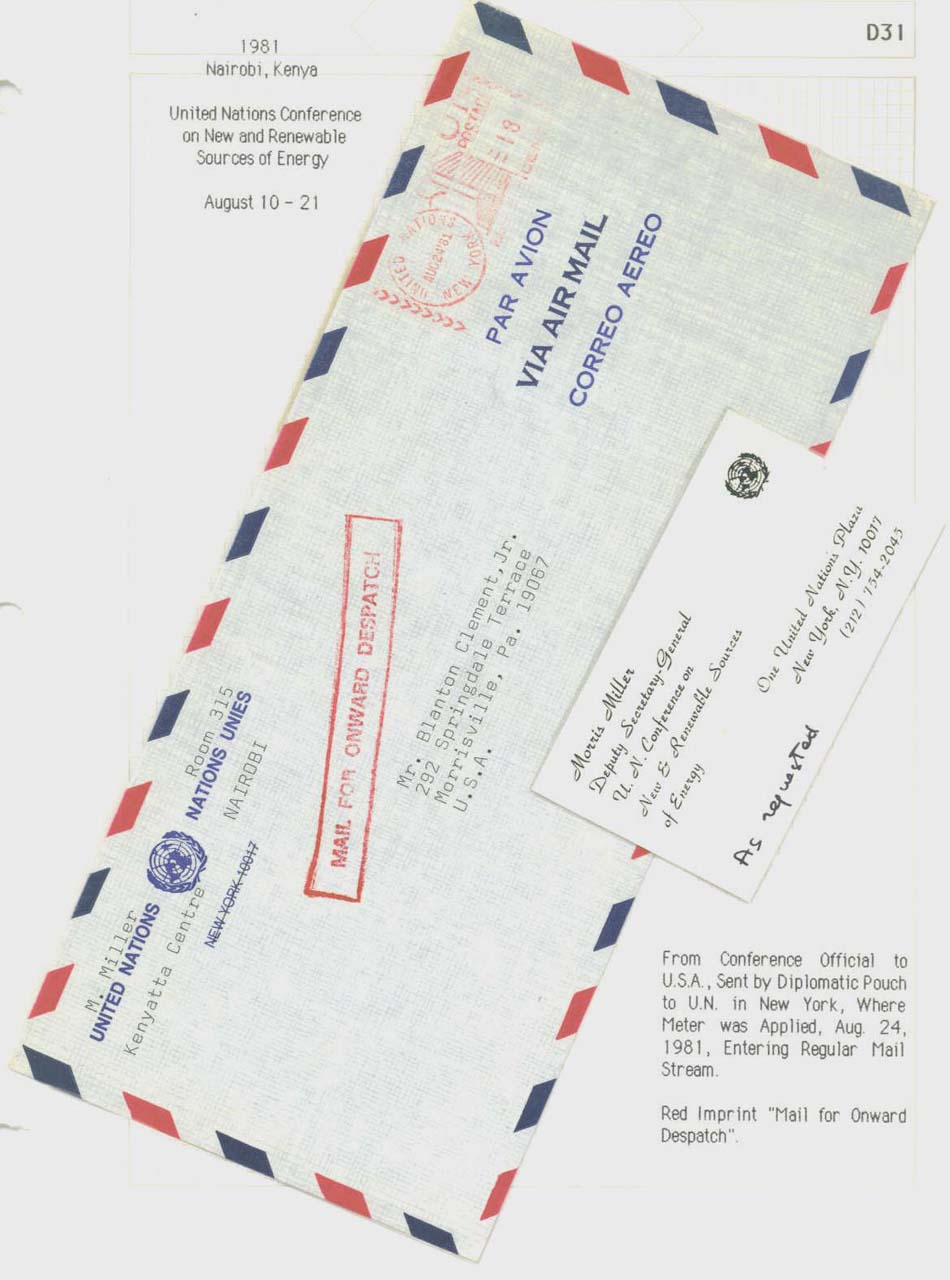 D31
1981
Nairobi, Kenya
United Nations Conference
on New and Renewable
Sources of Energy
August 10 - 21
POSTAGE
UNITED NATIONS
AUG24'81
NEW YORK
PAR AVION
VIA AIR MAIL
CORREO AEREO
M. Miller Room 315
UNITED NATIONS NATIONS UNIES
Kenyatta Centre NAIROBI
NEW YORK 10017
MAIL FOR ONWARD DESPATCH
Mr. Blanton Clement,Jr.
292 Springdale Terrace
Morrisville, Pa. 19067
U.S.A.
Morris Miller
Deputy Secretary-General
U. N. Conference on
New & Renewable Sources
of Energy
One United Nations Plaza
New York, N.Y. 10017
(212) 754-2045
As requested
From Conference Official to
U.S.A., Sent by Diplomatic Pouch
to U.N. in New York, Where
Meter was Applied, Aug. 24,
1981, Entering Regular Mail
Stream.
Red Imprint "Mail for Onward
Despatch".